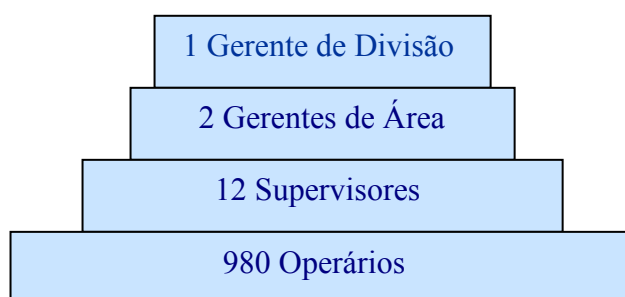 1 Gerente de Divisão
2 Gerentes de Área
12 Supervisores
980 Operários